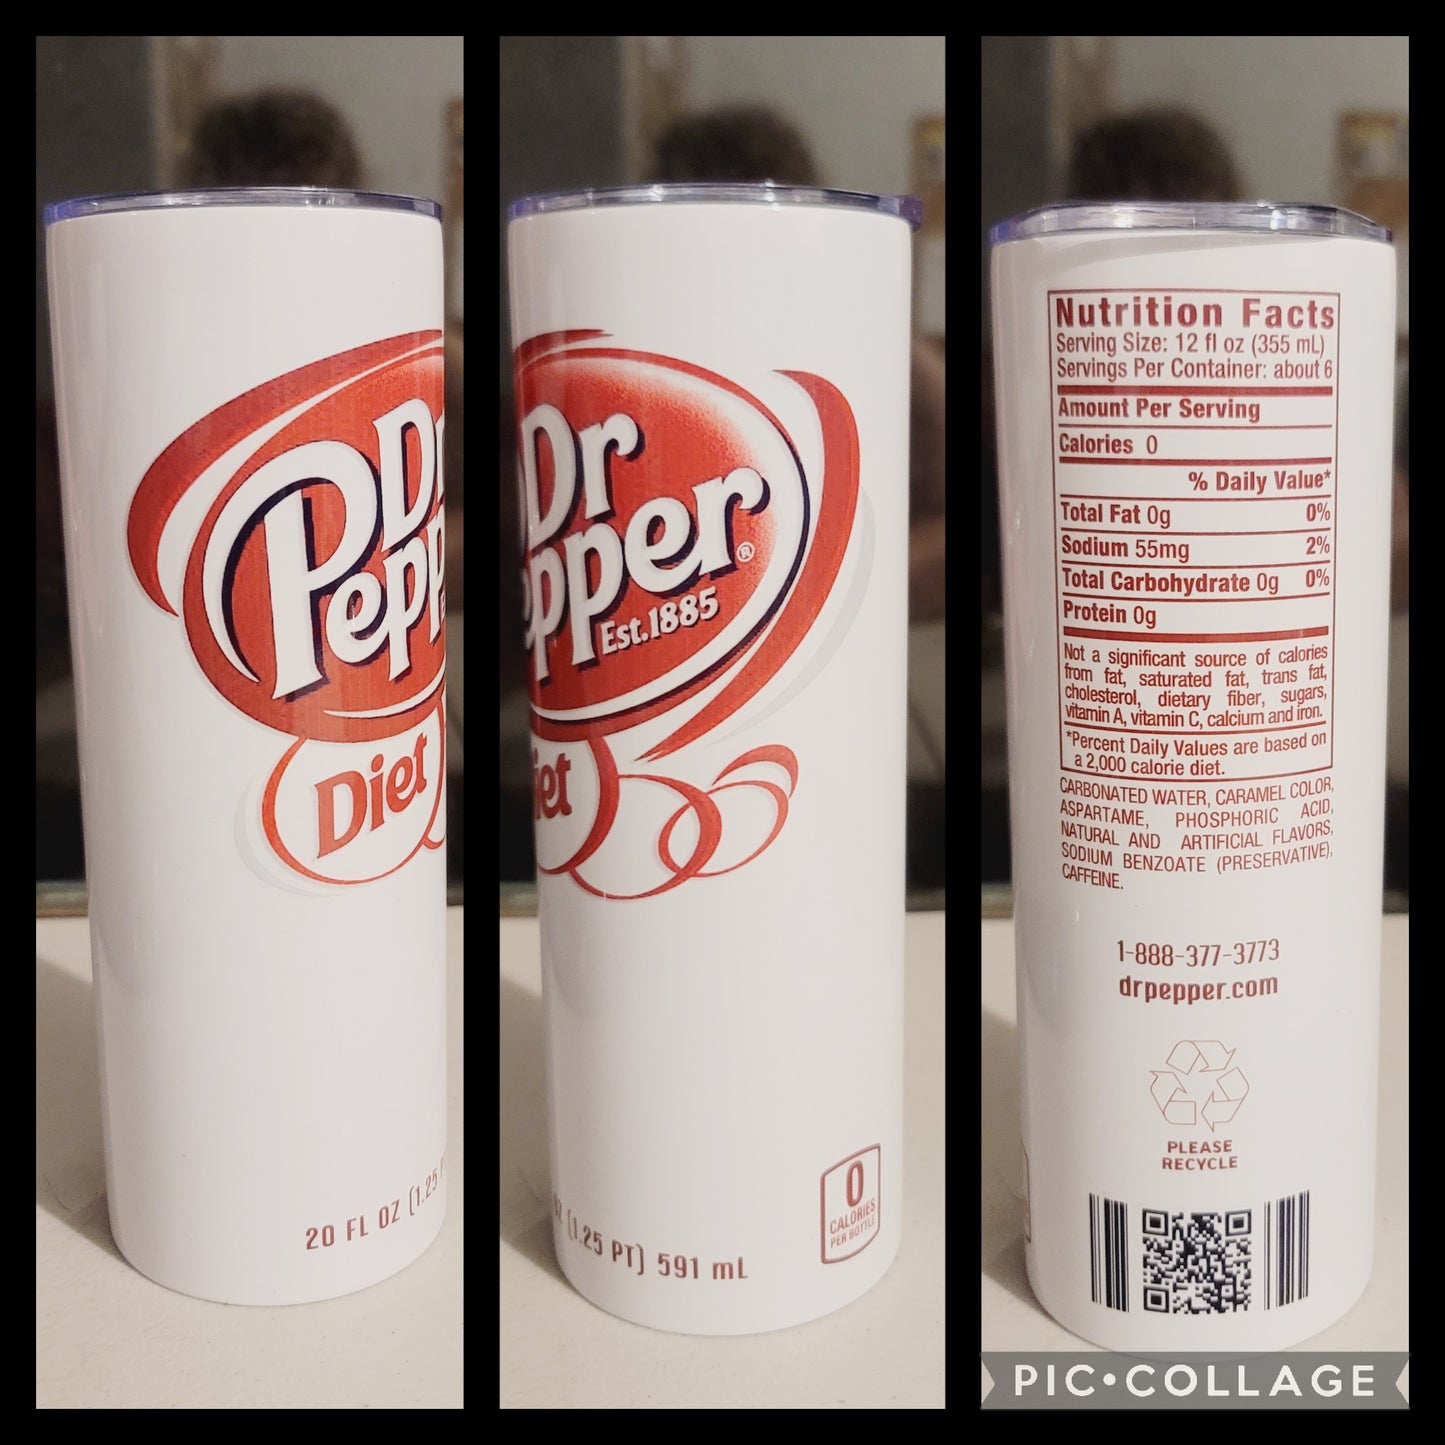 Dr
Pepp
Diet
20 FL OZ (1.25
Dr
epper®
Est.1885
iet
(1.25 PT) 591 mL
0
CALORIES
PER BOTTLE
Nutrition Facts
Serving Size: 12 fl oz (355 mL)
Servings Per Container: about 6
Amount Per Serving
Calories 0
% Daily Value*
Total Fat 0g 0%
Sodium 55mg 2%
Total Carbohydrate 0g 0%
Protein 0g
Not a significant source of calories
from fat, saturated fat, trans fat,
cholesterol, dietary fiber, sugars,
vitamin A, vitamin C, calcium and iron.
*Percent Daily Values are based on
a 2,000 calorie diet.
CARBONATED WATER, CARAMEL COLOR,
ASPARTAME, PHOSPHORIC ACID,
NATURAL AND ARTIFICIAL FLAVORS,
SODIUM BENZOATE (PRESERVATIVE),
CAFFEINE.
1-888-377-3773
drpepper.com
PLEASE
RECYCLE
PIC•COLLAGE